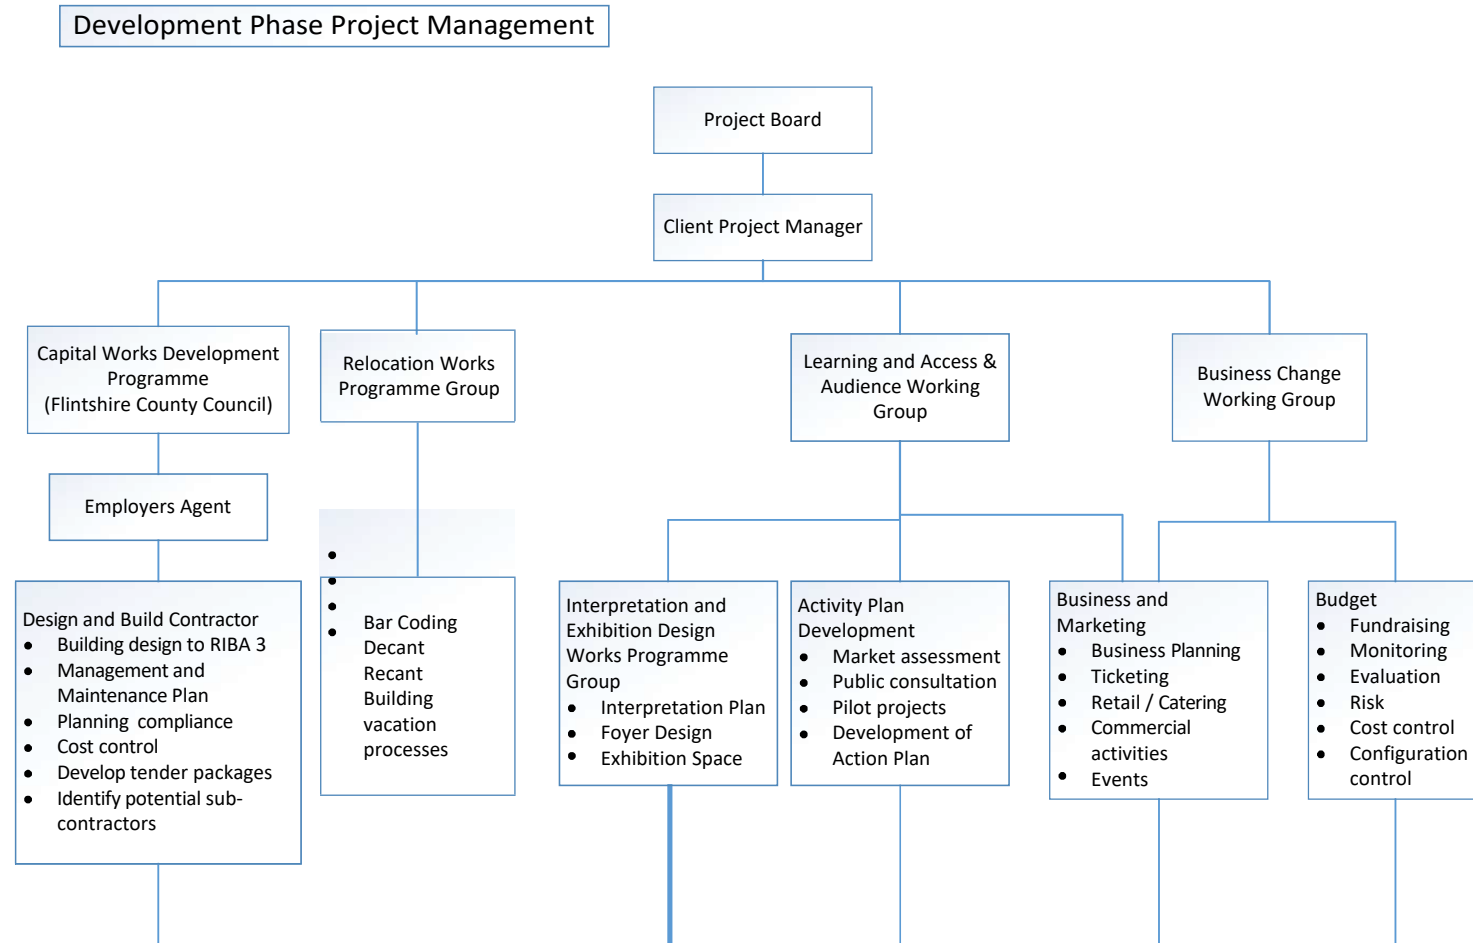 Development Phase Project Management
Project Board
Client Project Manager
Capital Works Development
Programme
(Flintshire County Council)
Relocation Works
Programme Group
Learning and Access &
Audience Working
Group
Business Change
Working Group
Employers Agent
Design and Build Contractor
• Building design to RIBA 3
• Management and
Maintenance Plan
• Planning compliance
• Cost control
• Develop tender packages
• Identify potential sub-
contractors
•
•
•
•
Bar Coding
Decant
Recant
Building
vacation
processes
Interpretation and
Exhibition Design
Works Programme
Group
• Interpretation Plan
• Foyer Design
• Exhibition Space
Activity Plan
Development
• Market assessment
• Public consultation
• Pilot projects
• Development of
Action Plan
Business and
Marketing
• Business Planning
• Ticketing
• Retail / Catering
• Commercial
activities
• Events
Budget
• Fundraising
• Monitoring
• Evaluation
• Risk
• Cost control
• Configuration
control